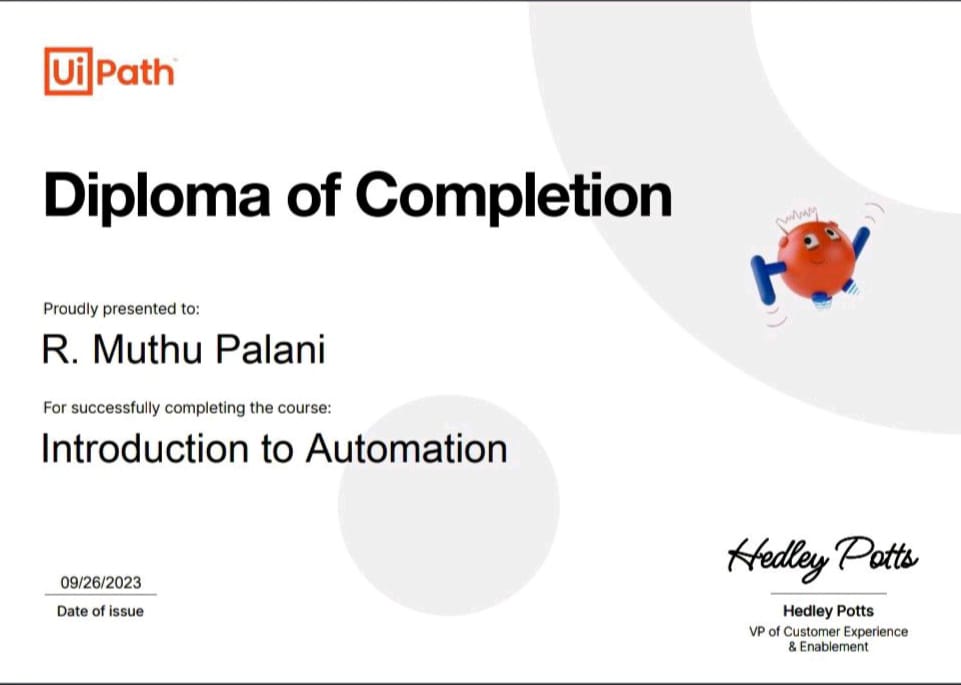 UiPath™
Diploma of Completion
Proudly presented to:
R. Muthu Palani
For successfully completing the course:
Introduction to Automation
09/26/2023
Date of issue
Hedley Potts
Hedley Potts
VP of Customer Experience
& Enablement